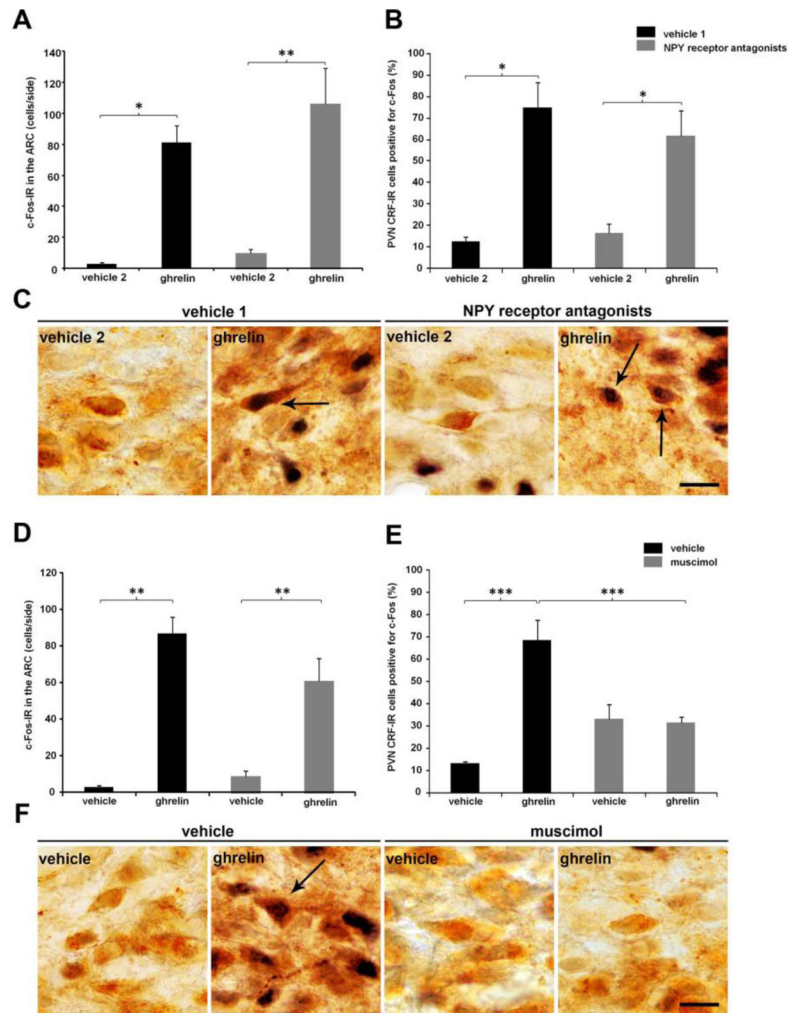 A
c-Fos-IR in the ARC (cells/side)
140
120
100
80
60
40
20
0
*
**
vehicle 2
ghrelin
vehicle 2
ghrelin
B
vehicle 1
NPY receptor antagonists
PVN CRF-IR cells positive for c-Fos (%)
100
90
80
70
60
50
40
30
20
10
0
*
*
vehicle 2
ghrelin
vehicle 2
ghrelin
C
vehicle 1
NPY receptor antagonists
vehicle 2
ghrelin
vehicle 2
ghrelin
D
c-Fos-IR in the ARC (cells/side)
120
100
80
60
40
20
0
**
**
vehicle
ghrelin
vehicle
ghrelin
E
vehicle
muscimol
PVN CRF-IR cells positive for c-Fos (%)
100
90
80
70
60
50
40
30
20
10
0
***
***
vehicle
ghrelin
vehicle
ghrelin
F
vehicle
muscimol
vehicle
ghrelin
vehicle
ghrelin